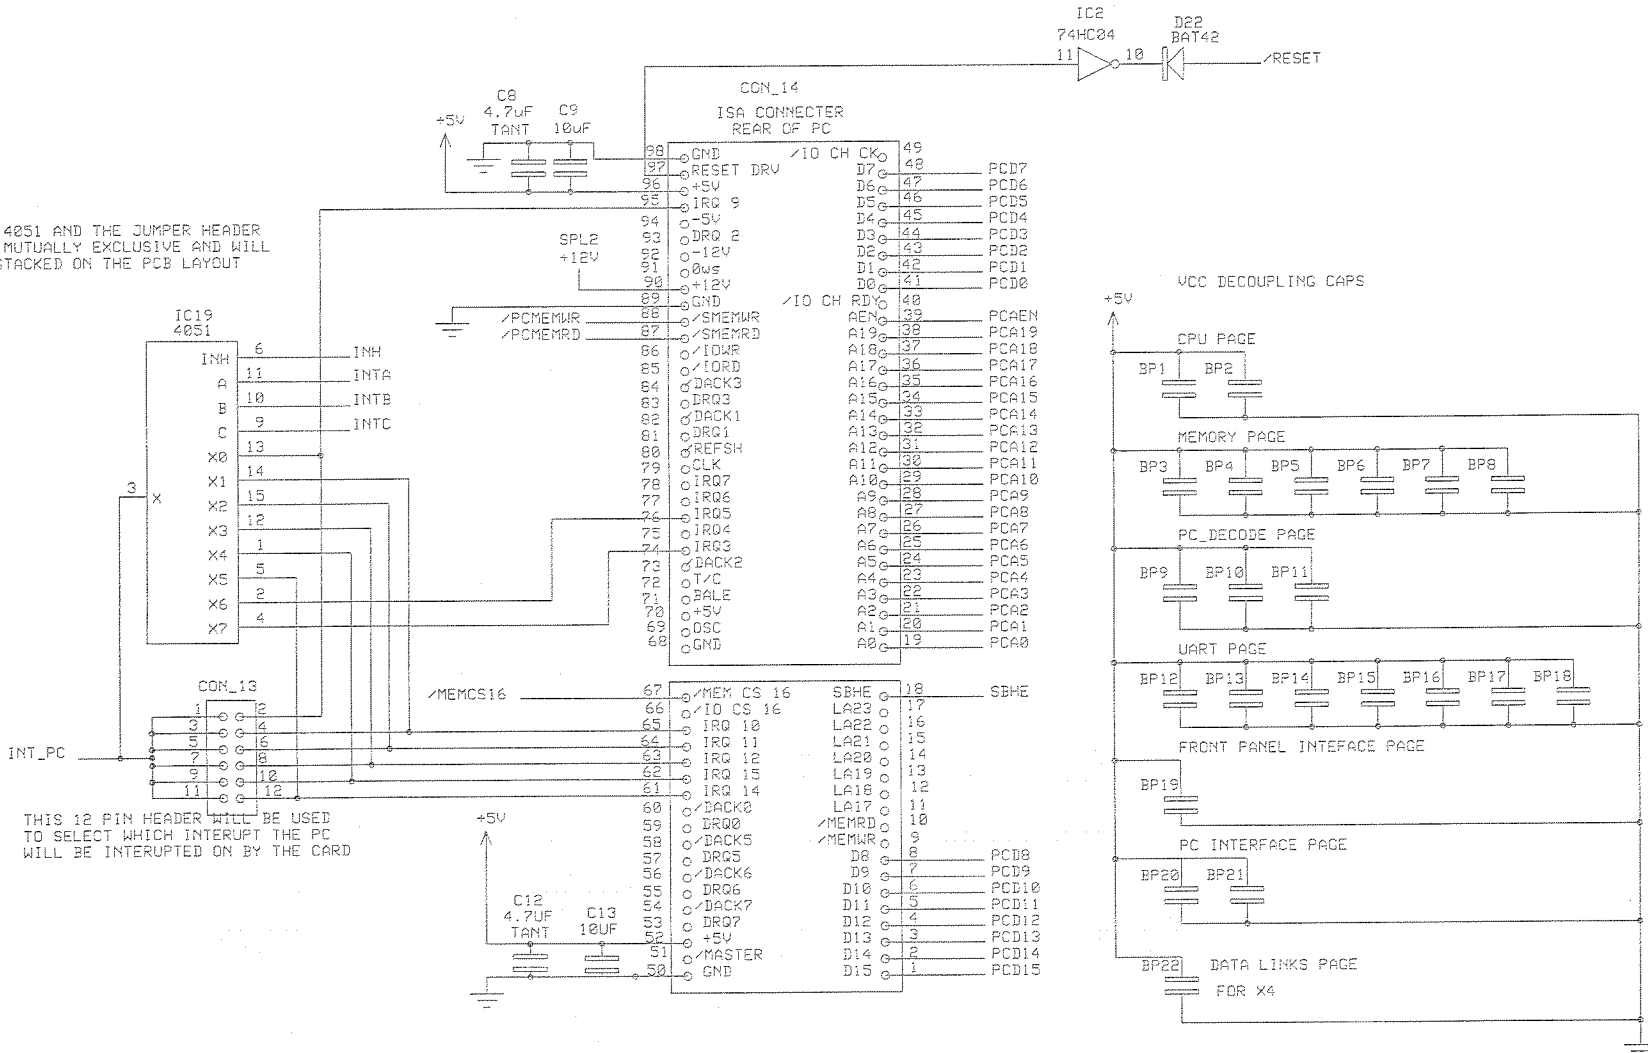 IC2
74HC04
11
10
D22
BAT42
/RESET
CON_14
ISA CONNECTER
REAR OF PC
C8
4.7uF
TANT
C9
10uF
+5V
98 GND
97 RESET DRV
96 +5V
95 IRQ 9
94 -5V
93 DRQ 2
92 -12V
91 0ws
90 +12V
89 GND
88 /SMEMWR
87 /SMEMRD
86 /IOWR
85 /IORD
84 /DACK3
83 DRQ3
82 /DACK1
81 DRQ1
80 /REFSH
79 CLK
78 IRQ7
77 IRQ6
76 IRQ5
75 IRQ4
74 IRQ3
73 /DACK2
72 T/C
71 BALE
70 +5V
69 OSC
68 GND
/IO CH CK 49
D7 48 PCD7
D6 47 PCD6
D5 46 PCD5
D4 45 PCD4
D3 44 PCD3
D2 43 PCD2
D1 42 PCD1
D0 41 PCD0
/IO CH RDY 40
AEN 39 PCAEN
A19 38 PCA19
A18 37 PCA18
A17 36 PCA17
A16 35 PCA16
A15 34 PCA15
A14 33 PCA14
A13 32 PCA13
A12 31 PCA12
A11 30 PCA11
A10 29 PCA10
A9 28 PCA9
A8 27 PCA8
A7 26 PCA7
A6 25 PCA6
A5 24 PCA5
A4 23 PCA4
A3 22 PCA3
A2 21 PCA2
A1 20 PCA1
A0 19 PCA0
SPL2
+12V
/PCMEMWR
/PCMEMRD
4051 AND THE JUMPER HEADER
MUTUALLY EXCLUSIVE AND WILL
STACKED ON THE PCB LAYOUT
IC19
4051
INH 6 INH
A 11 INTA
B 10 INTB
C 9 INTC
X0 13
X1 14
X2 15
X3 12
X4 1
X5 5
X6 2
X7 4
3 X
CON_13
1 2
3 4
5 6
7 8
9 10
11 12
INT_PC
THIS 12 PIN HEADER WILL BE USED
TO SELECT WHICH INTERUPT THE PC
WILL BE INTERUPTED ON BY THE CARD
/MEMCS16
67 /MEM CS 16
66 /IO CS 16
65 IRQ 10
64 IRQ 11
63 IRQ 12
62 IRQ 15
61 IRQ 14
60 /DACK0
59 DRQ0
58 /DACK5
57 DRQ5
56 /DACK6
55 DRQ6
54 /DACK7
53 DRQ7
52 +5V
51 /MASTER
50 GND
SBHE 18 SBHE
LA23 17
LA22 16
LA21 15
LA20 14
LA19 13
LA18 12
LA17 11
/MEMRD 10
/MEMWR 9
D8 8 PCD8
D9 7 PCD9
D10 6 PCD10
D11 5 PCD11
D12 4 PCD12
D13 3 PCD13
D14 2 PCD14
D15 1 PCD15
+5V
C12
4.7UF
TANT
C13
10UF
VCC DECOUPLING CAPS
+5V
CPU PAGE
BP1 BP2
MEMORY PAGE
BP3 BP4 BP5 BP6 BP7 BP8
PC_DECODE PAGE
BP9 BP10 BP11
UART PAGE
BP12 BP13 BP14 BP15 BP16 BP17 BP18
FRONT PANEL INTEFACE PAGE
BP19
PC INTERFACE PAGE
BP20 BP21
BP22 DATA LINKS PAGE
FOR X4